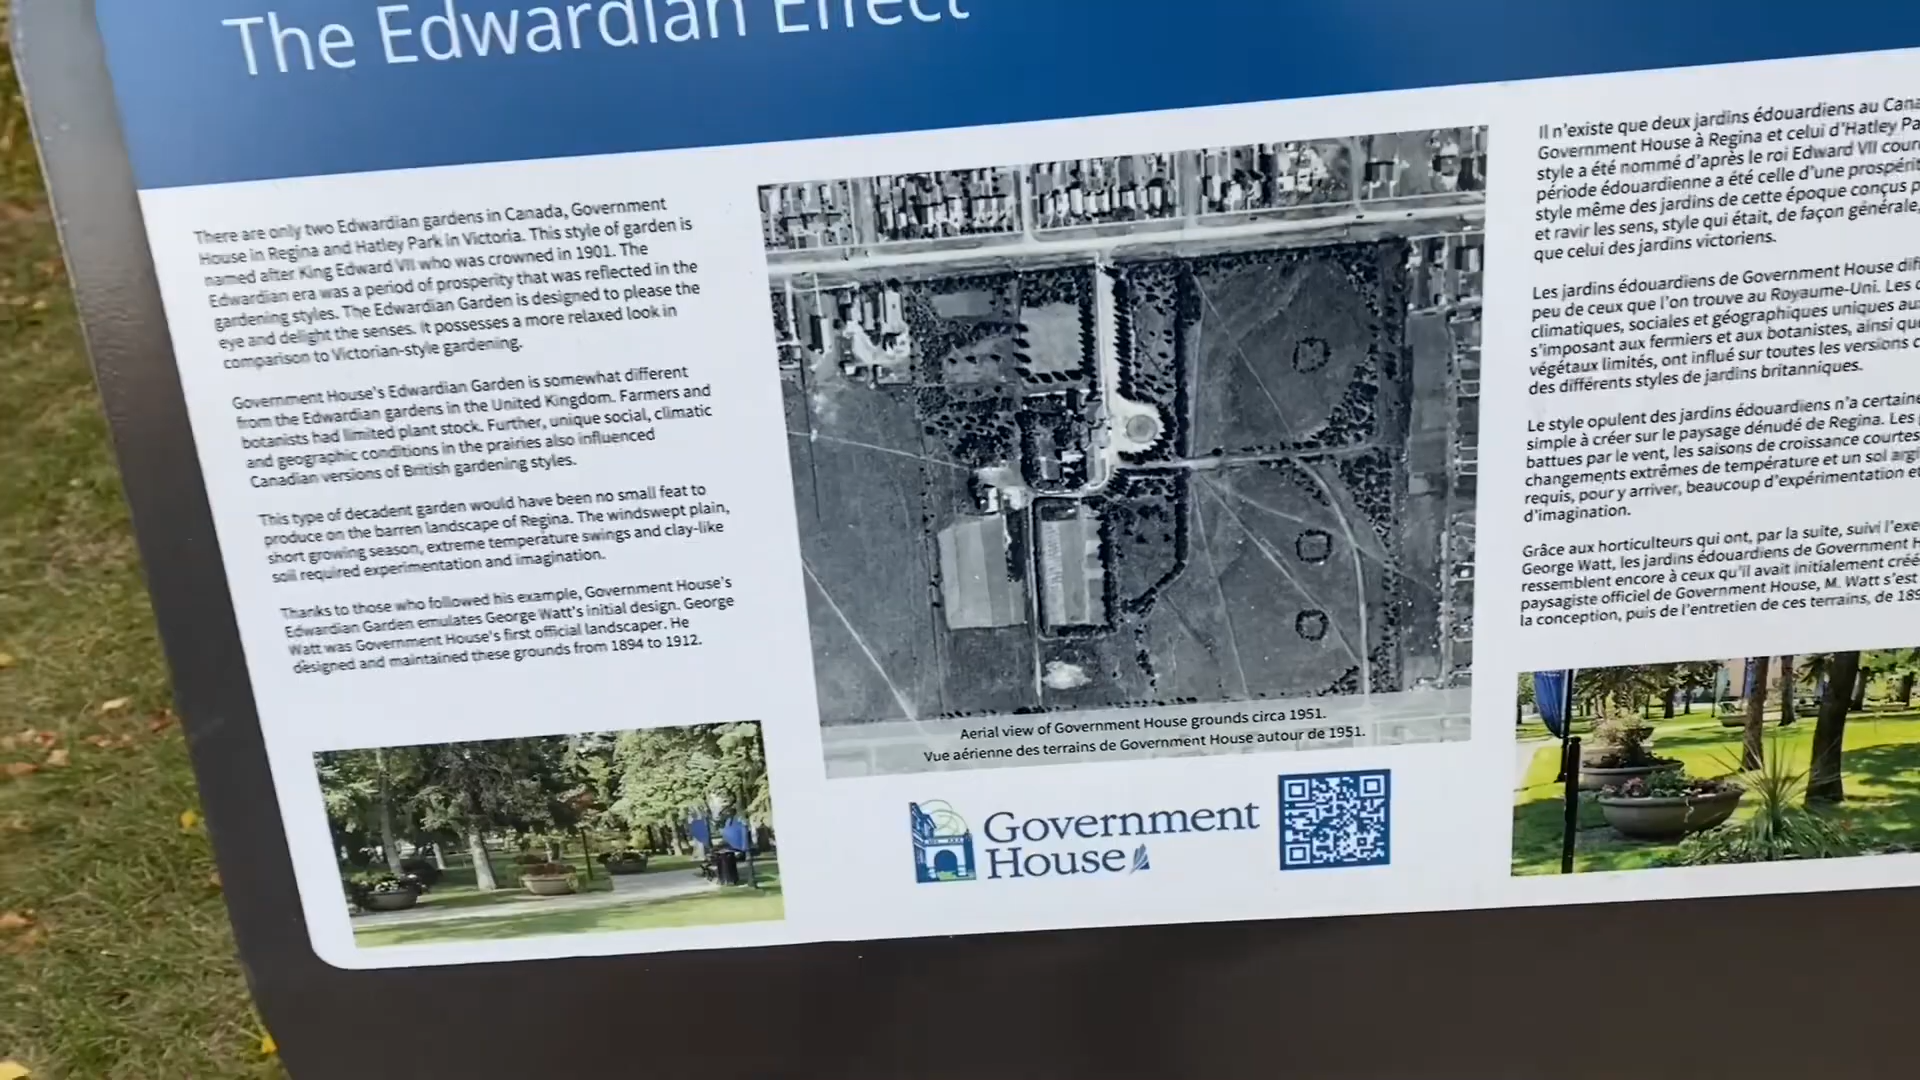 The Edwardian Effect
There are only two Edwardian gardens in Canada, Government
House in Regina and Hatley Park in Victoria. This style of garden is
named after King Edward VII who was crowned in 1901. The
Edwardian era was a period of prosperity that was reflected in the
gardening styles. The Edwardian Garden is designed to please the
eye and delight the senses. It possesses a more relaxed look in
comparison to Victorian-style gardening.
Government House's Edwardian Garden is somewhat different
from the Edwardian gardens in the United Kingdom. Farmers and
botanists had limited plant stock. Further, unique social, climatic
and geographic conditions in the prairies also influenced
Canadian versions of British gardening styles.
This type of decadent garden would have been no small feat to
produce on the barren landscape of Regina. The windswept plain,
short growing season, extreme temperature swings and clay-like
soil required experimentation and imagination.
Thanks to those who followed his example, Government House's
Edwardian Garden emulates George Watt's initial design. George
Watt was Government House's first official landscaper. He
designed and maintained these grounds from 1894 to 1912.
Aerial view of Government House grounds circa 1951.
Vue aérienne des terrains de Government House autour de 1951.
Government
House
Il n'existe que deux jardins édouardiens au Cana
Government House à Regina et celui d'Hatley Pa
style a été nommé d'après le roi Edward VII cour
période édouardienne a été celle d'une prospérit
style même des jardins de cette époque conçus p
et ravir les sens, style qui était, de façon générale,
que celui des jardins victoriens.
Les jardins édouardiens de Government House diff
peu de ceux que l'on trouve au Royaume-Uni. Les c
climatiques, sociales et géographiques uniques au
s'imposant aux fermiers et aux botanistes, ainsi que
végétaux limités, ont influé sur toutes les versions c
des différents styles de jardins britanniques.
Le style opulent des jardins édouardiens n'a certaine
simple à créer sur le paysage dénudé de Regina. Les
battues par le vent, les saisons de croissance courtes
changements extrêmes de température et un sol argi
requis, pour y arriver, beaucoup d'expérimentation et
d'imagination.
Grâce aux horticulteurs qui ont, par la suite, suivi l'exe
George Watt, les jardins édouardiens de Government H
ressemblent encore à ceux qu'il avait initialement créé
paysagiste officiel de Government House, M. Watt s'est
la conception, puis de l'entretien de ces terrains, de 189